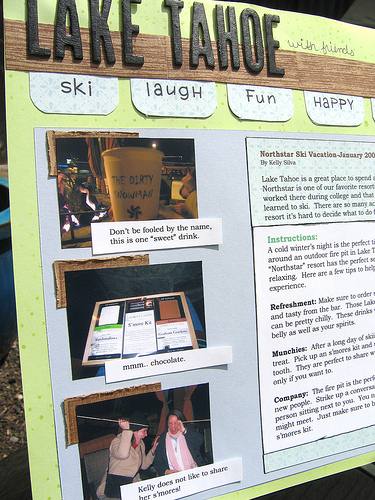 LAKE TAHOE
with friends
ski
laugh
Fun
HAPPY
THE DIRTY
SNOWMAN
Don't be fooled by the name,
this is one "sweet" drink.
S'more Kit
mmm.. chocolate.
Kelly does not like to share
her s'mores!
Northstar Ski Vacation-January 200
By Kelly Silva
Lake Tahoe is a great place to spend a
Northstar is one of our favorite resort
worked there during college and that
learned to ski. There are so many ac
resort it's hard to decide what to do f
Instructions:
A cold winter's night is the perfect ti
around an outdoor fire pit in Lake T
"Northstar" resort has the perfect se
relaxing. Here are a few tips to help
experience.
Refreshment: Make sure to order
and tasty from the bar. Those Lake
can be pretty chilly. These drinks
belly as well as your spirits.
Munchies: After a long day of skii
treat. Pick up an s'mores kit and
tooth. They are perfect to share w
only if you want to.
Company: The fire pit is the perf
new people. Strike up a conversa
person sitting next to you. You n
might meet. Just make sure to b
s'mores kit.